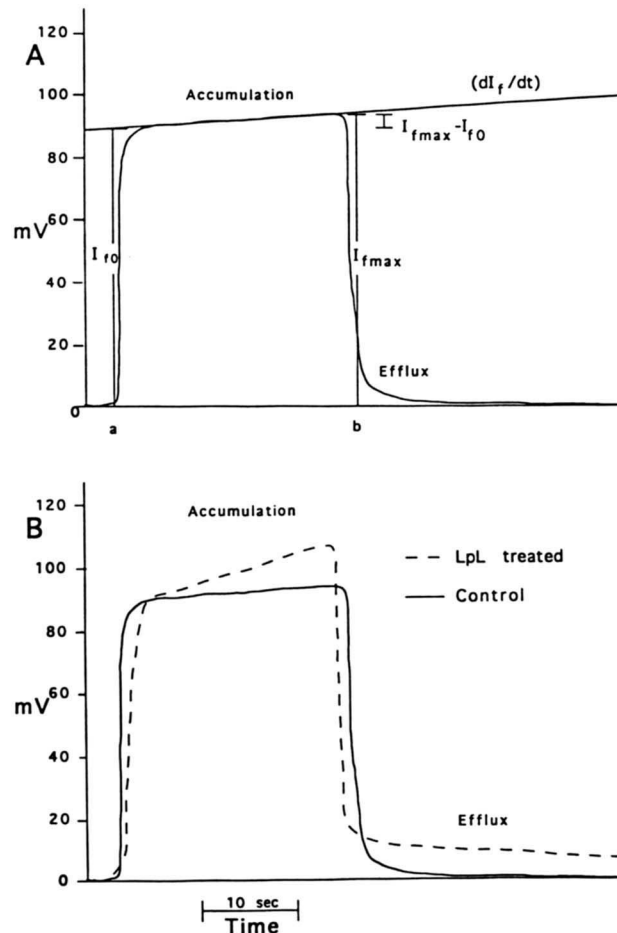 A
120
100
80
60
mV
40
20
0
Accumulation
(dI_f/dt)
I_fmax - I_f0
I_f0
I_fmax
Efflux
a
b
B
120
100
80
60
mV
40
20
0
Accumulation
LpL treated
Control
Efflux
10 sec
Time